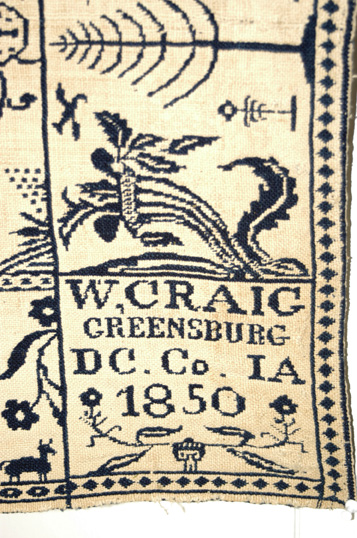 W. CRAIG
GREENSBURG
DC. Co. IA
1850